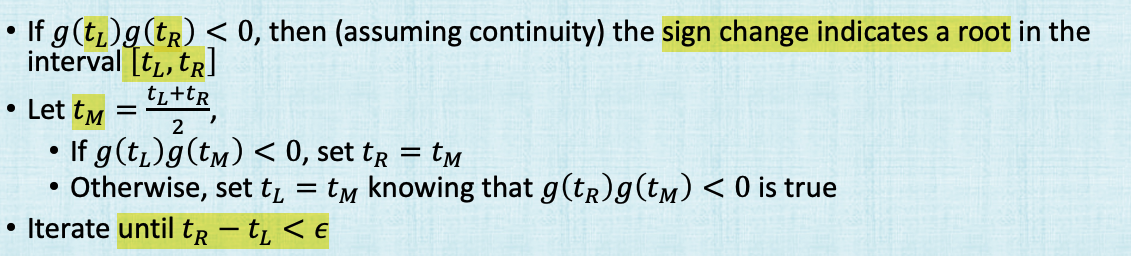 • If g(t_L)g(t_R) < 0, then (assuming continuity) the sign change indicates a root in the
interval [t_L, t_R]
• Let t_M = \frac{t_L+t_R}{2},
• If g(t_L)g(t_M) < 0, set t_R = t_M
• Otherwise, set t_L = t_M knowing that g(t_R)g(t_M) < 0 is true
• Iterate until t_R − t_L < ϵ